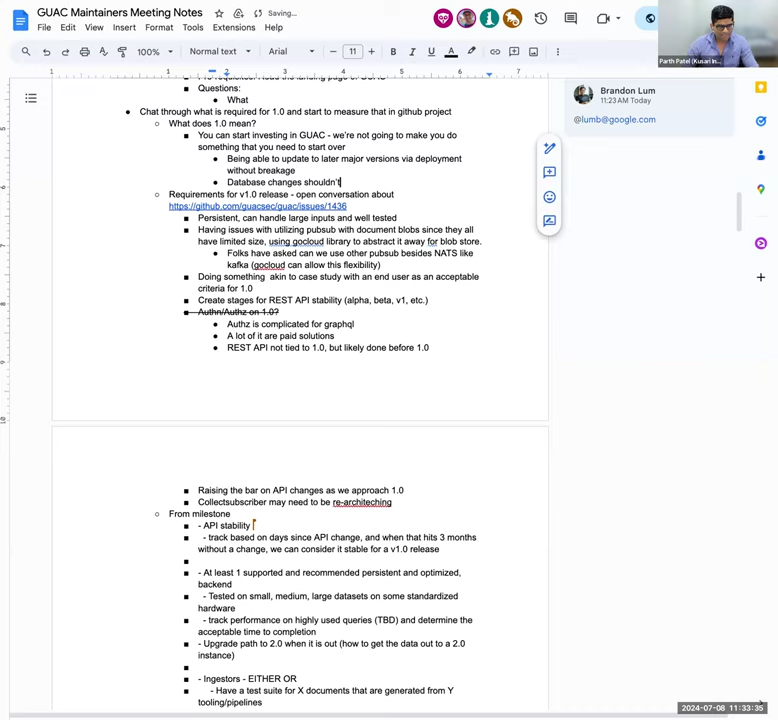 GUAC Maintainers Meeting Notes
Saving...
File Edit View Insert Format Tools Extensions Help
100% Normal text Arial 11 B I U A
1 1 2 3 4 5 6 7
Parth Patel (Kusari In
Questions:
What
Chat through what is required for 1.0 and start to measure that in github project
What does 1.0 mean?
You can start investing in GUAC - we're not going to make you do
something that you need to start over
Being able to update to later major versions via deployment
without breakage
Database changes shouldn't
Requirements for v1.0 release - open conversation about
https://github.com/guacsec/guac/issues/1436
Persistent, can handle large inputs and well tested
Having issues with utilizing pubsub with document blobs since they all
have limited size, using gocloud library to abstract it away for blob store.
Folks have asked can we use other pubsub besides NATS like
kafka (gocloud can allow this flexibility)
Doing something akin to case study with an end user as an acceptable
criteria for 1.0
Create stages for REST API stability (alpha, beta, v1, etc.)
Authn/Authz on 1.0?
Authz is complicated for graphql
A lot of it are paid solutions
REST API not tied to 1.0, but likely done before 1.0
Raising the bar on API changes as we approach 1.0
Collectsubscriber may need to be re-architeching
From milestone
- API stability
- track based on days since API change, and when that hits 3 months
without a change, we can consider it stable for a v1.0 release
- At least 1 supported and recommended persistent and optimized,
backend
- Tested on small, medium, large datasets on some standardized
hardware
- track performance on highly used queries (TBD) and determine the
acceptable time to completion
- Upgrade path to 2.0 when it is out (how to get the data out to a 2.0
instance)
- Ingestors - EITHER OR
- Have a test suite for X documents that are generated from Y
tooling/pipelines
Brandon Lum
11:23 AM Today
@lumb@google.com
2024-07-08 11:33:35